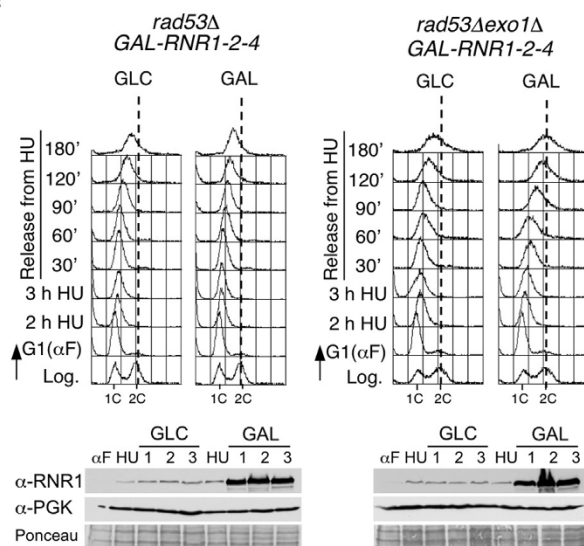 rad53Δ
GAL-RNR1-2-4
GLC GAL
Release from HU
180'
120'
90'
60'
30'
3 h HU
2 h HU
G1(αF)
Log.
1C 2C 1C 2C
rad53Δexo1Δ
GAL-RNR1-2-4
GLC GAL
Release from HU
180'
120'
90'
60'
30'
3 h HU
2 h HU
G1(αF)
Log.
1C 2C 1C 2C
GLC GAL
αF HU 1 2 3 HU 1 2 3
α-RNR1
α-PGK
Ponceau
GLC GAL
αF HU 1 2 3 HU 1 2 3
α-RNR1
α-PGK
Ponceau